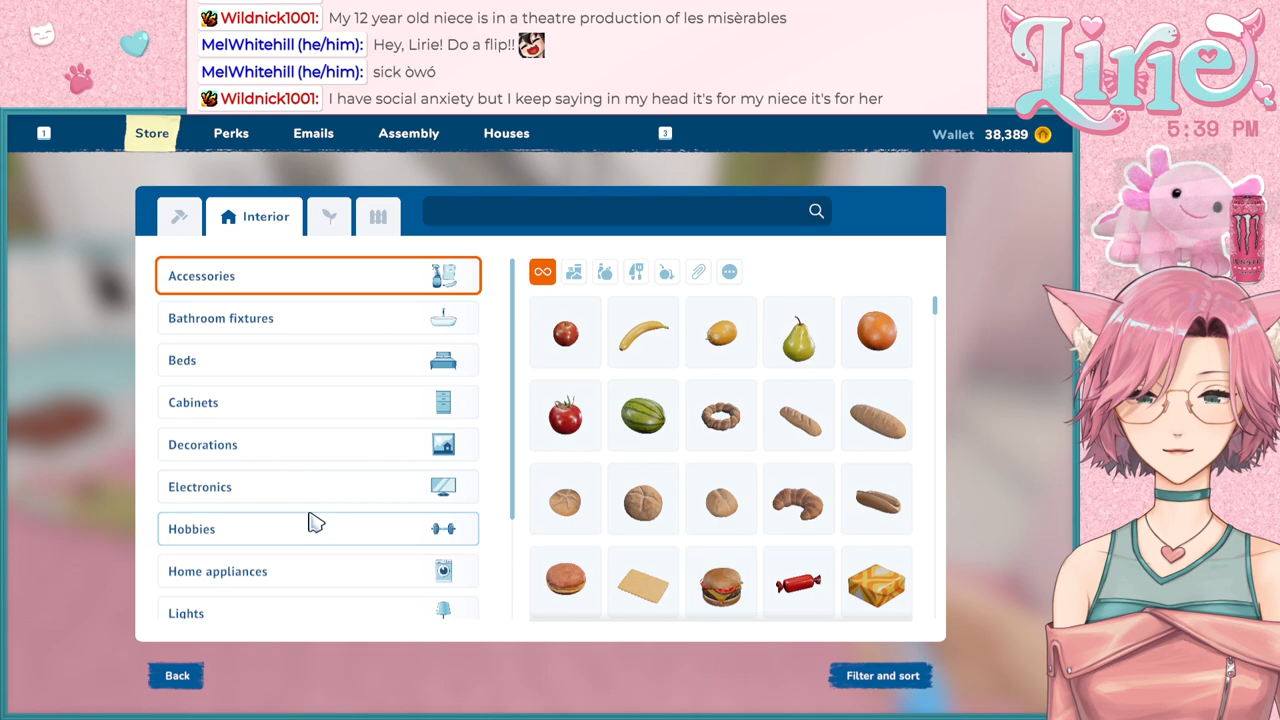 Wildnick1001: My 12 year old niece is in a theatre production of les misèrables
MelWhitehill (he/him): Hey, Lirie! Do a flip!!
MelWhitehill (he/him): sick òwó
Wildnick1001: I have social anxiety but I keep saying in my head it's for my niece it's for her
Lirie
5:39 PM
1 Store Perks Emails Assembly Houses 3 Wallet 38,389
Interior
Accessories
Bathroom fixtures
Beds
Cabinets
Decorations
Electronics
Hobbies
Home appliances
Lights
Back
Filter and sort